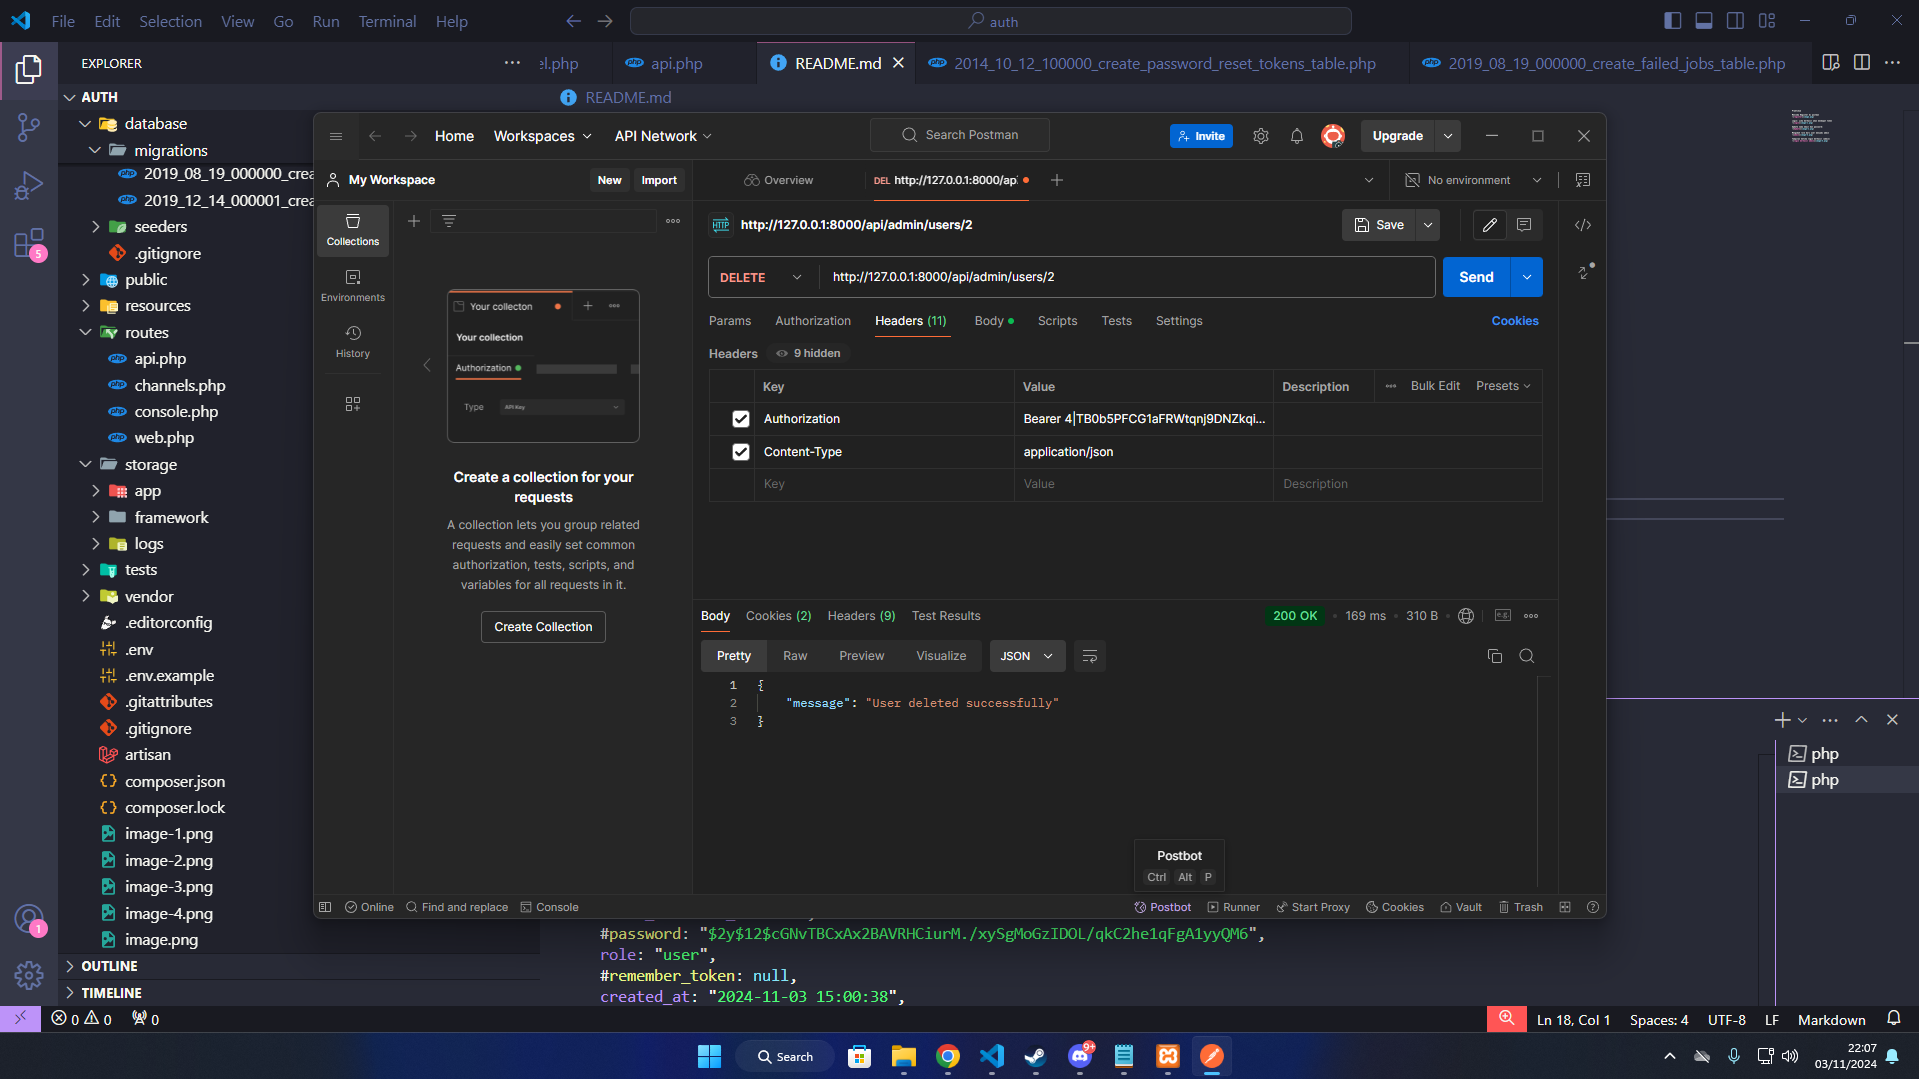 File Edit Selection View Go Run Terminal Help
auth
EXPLORER
el.php
api.php
README.md
2014_10_12_100000_create_password_reset_tokens_table.php
2019_08_19_000000_create_failed_jobs_table.php
AUTH
README.md
database
migrations
2019_08_19_000000_crea
2019_12_14_000001_crea
seeders
.gitignore
public
resources
routes
api.php
channels.php
console.php
web.php
storage
app
framework
logs
tests
vendor
.editorconfig
.env
.env.example
.gitattributes
.gitignore
artisan
composer.json
composer.lock
image-1.png
image-2.png
image-3.png
image-4.png
image.png
OUTLINE
TIMELINE
5
1
Home Workspaces API Network
Search Postman
Invite
Upgrade
My Workspace
New Import
Overview
DEL http://127.0.0.1:8000/ap
No environment
Collections
Environments
History
Your collecton
Your collection
Authorization
Type API Key
Create a collection for your
requests
A collection lets you group related
requests and easily set common
authorization, tests, scripts, and
variables for all requests in it.
Create Collection
HTTP http://127.0.0.1:8000/api/admin/users/2
Save
DELETE http://127.0.0.1:8000/api/admin/users/2
Send
Params Authorization Headers (11) Body Scripts Tests Settings Cookies
Headers 9 hidden
Key Value Description Bulk Edit Presets
Authorization Bearer 4|TB0b5PFCG1aFRWtqnj9DNZkqi...
Content-Type application/json
Key Value Description
Body Cookies (2) Headers (9) Test Results
200 OK 169 ms 310 B
e.g.
Pretty Raw Preview Visualize JSON
1 {
2 "message": "User deleted successfully"
3 }
Postbot
Ctrl Alt P
Online Find and replace Console
Postbot Runner Start Proxy Cookies Vault Trash
php
php
#password: "$2y$12$cGNvTBCxAx2BAVRHCiurM./xySgMoGzIDOL/qkC2he1qFgA1yyQM6",
role: "user",
#remember_token: null,
created_at: "2024-11-03 15:00:38",
0 0 0
Ln 18, Col 1 Spaces: 4 UTF-8 LF Markdown
Search
9+
22:07
03/11/2024